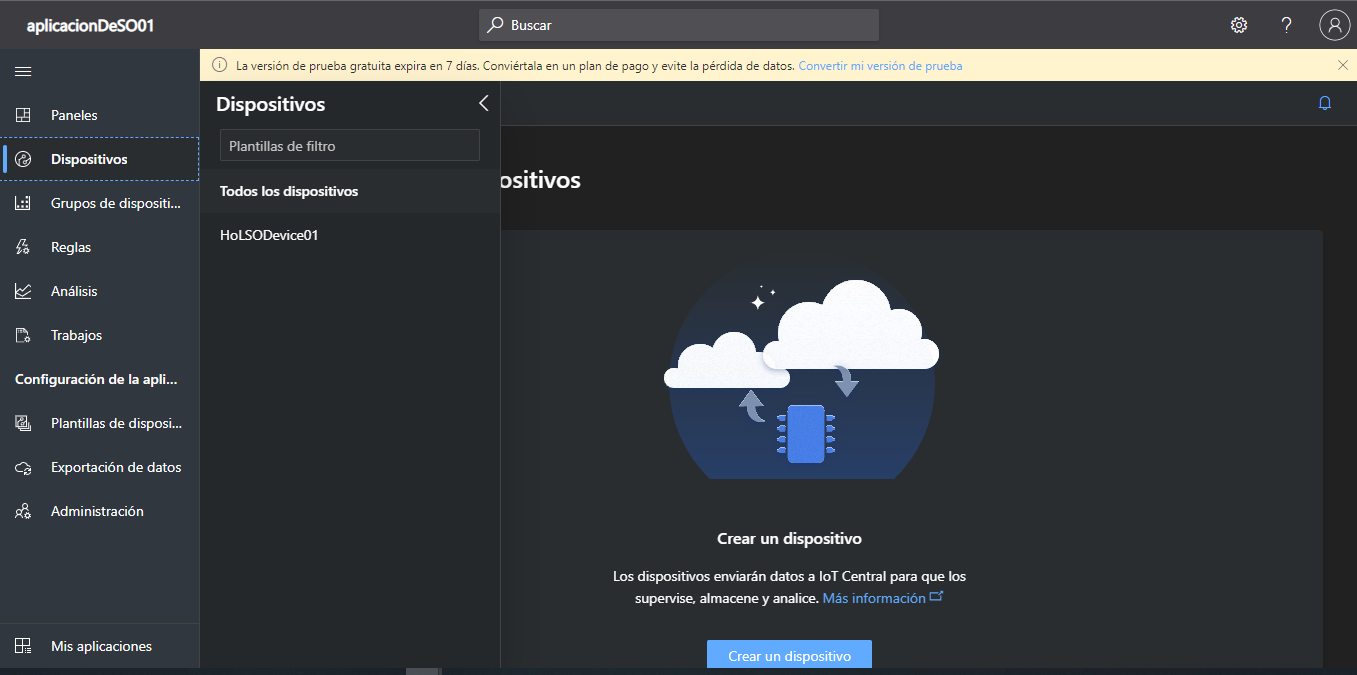 aplicacionDeSO01
Buscar
La versión de prueba gratuita expira en 7 días. Conviértala en un plan de pago y evite la pérdida de datos. Convertir mi versión de prueba
Paneles
Dispositivos
Grupos de dispositi...
Reglas
Análisis
Trabajos
Configuración de la apli...
Plantillas de disposi...
Exportación de datos
Administración
Mis aplicaciones
Dispositivos
Plantillas de filtro
Todos los dispositivos
HoLSODevice01
ositivos
Crear un dispositivo
Los dispositivos enviarán datos a IoT Central para que los
supervise, almacene y analice. Más información
Crear un dispositivo